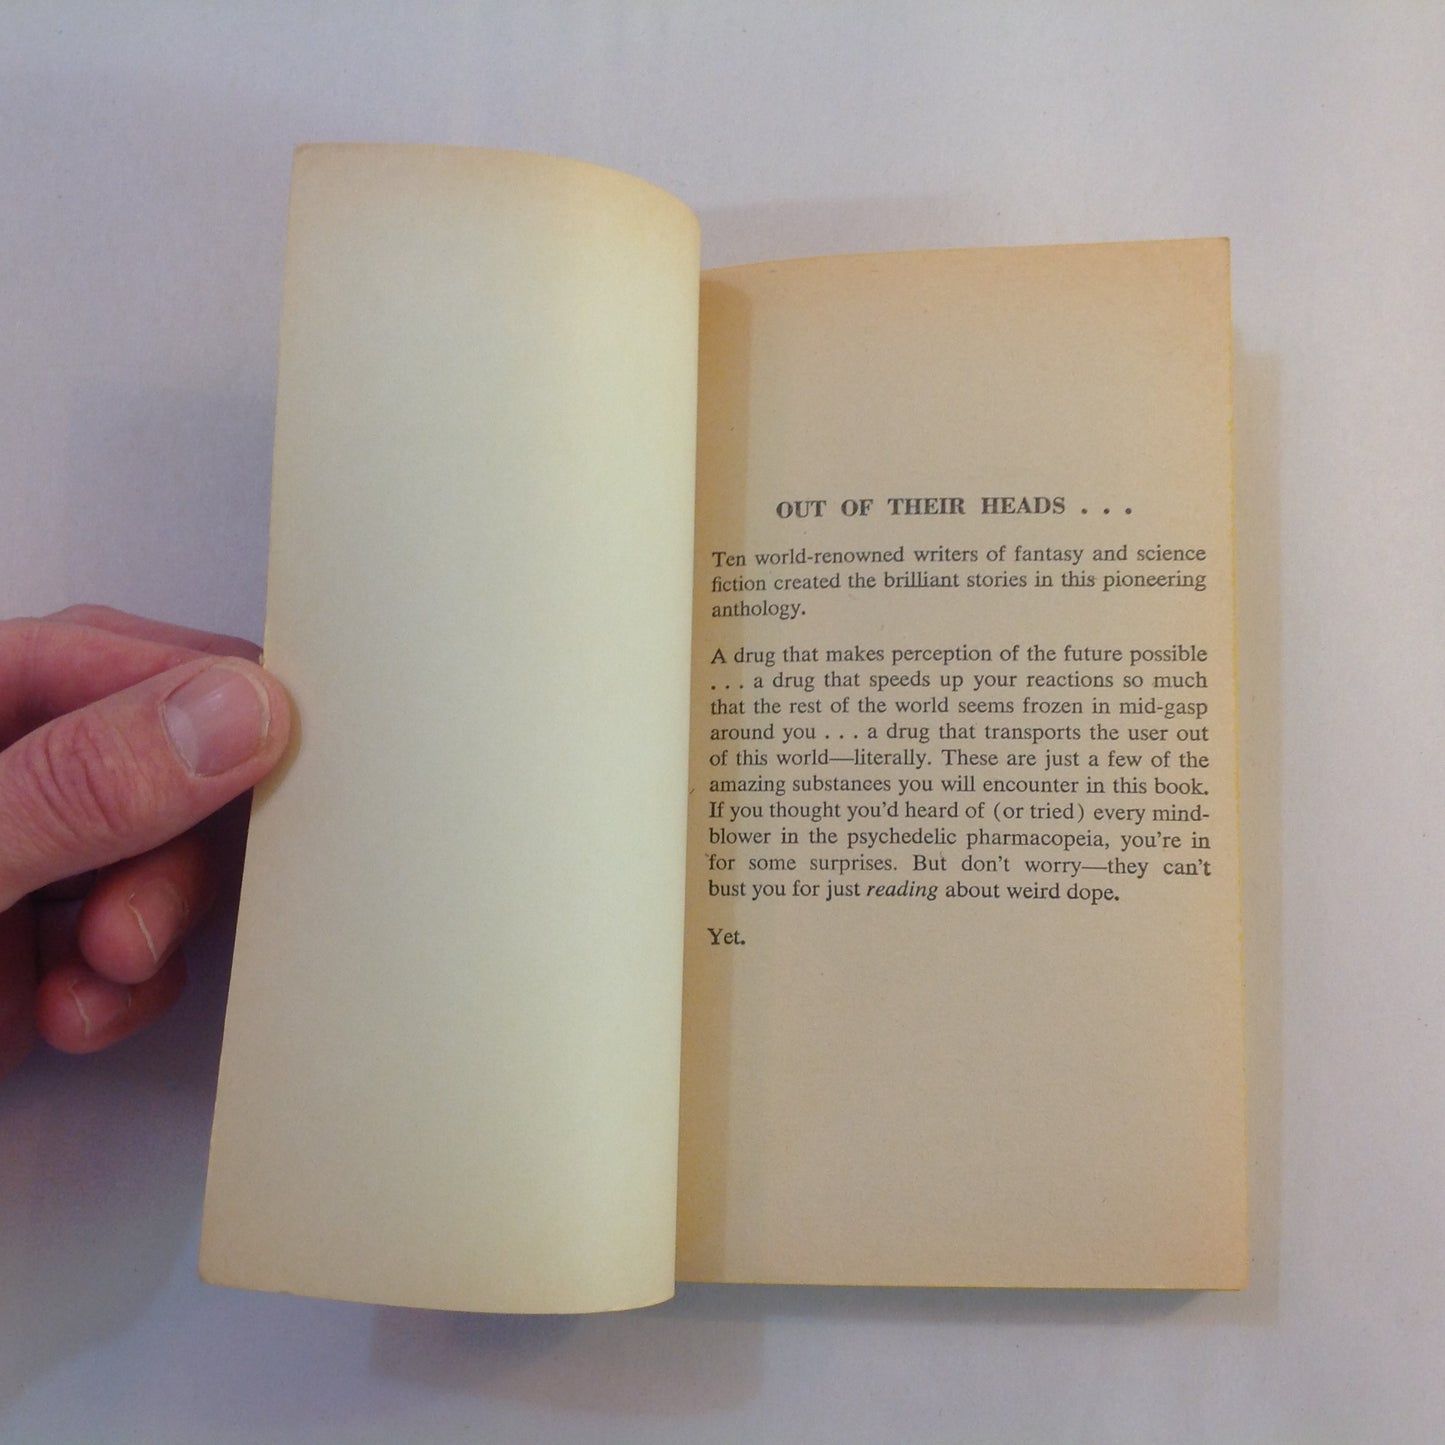 OUT OF THEIR HEADS . . .
Ten world-renowned writers of fantasy and science
fiction created the brilliant stories in this pioneering
anthology.
A drug that makes perception of the future possible
. . . a drug that speeds up your reactions so much
that the rest of the world seems frozen in mid-gasp
around you . . . a drug that transports the user out
of this world—literally. These are just a few of the
amazing substances you will encounter in this book.
If you thought you'd heard of (or tried) every mind-
blower in the psychedelic pharmacopeia, you're in
for some surprises. But don't worry—they can't
bust you for just reading about weird dope.
Yet.